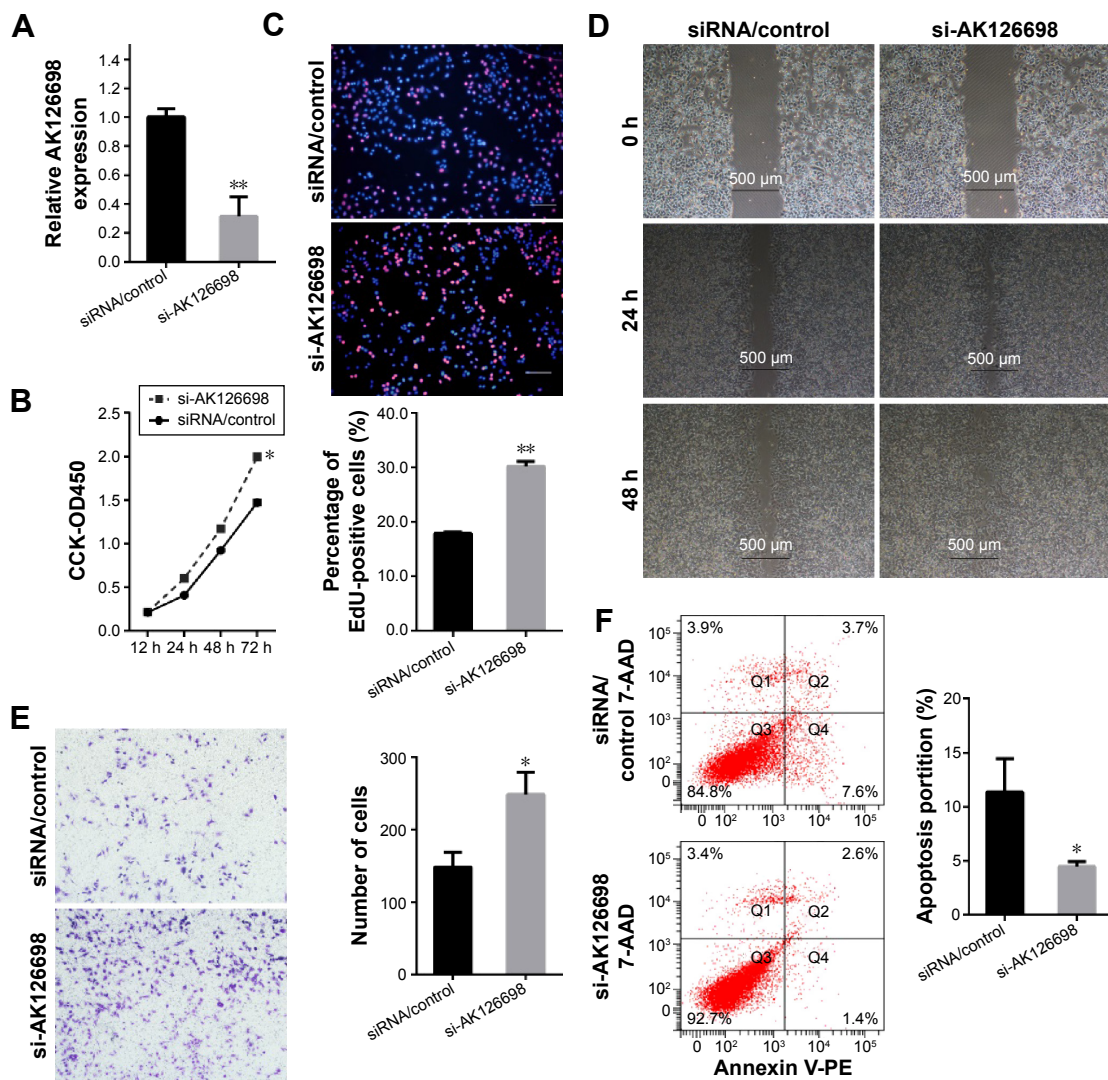 A
Relative AK126698
expression
1.4
1.2
1.0
0.8
0.6
0.4
0.2
0.0
**
siRNA/control
si-AK126698
B
si-AK126698
siRNA/control
CCK-OD450
2.5
2.0
1.5
1.0
0.5
0.0
*
12 h 24 h 48 h 72 h
C
siRNA/control
si-AK126698
Percentage of
EdU-positive cells (%)
40.0
30.0
20.0
10.0
0.0
**
siRNA/control
si-AK126698
D
siRNA/control si-AK126698
0 h
500 µm 500 µm
24 h
500 µm 500 µm
48 h
500 µm 500 µm
E
siRNA/control
si-AK126698
Number of cells
300
200
100
0
*
siRNA/control
si-AK126698
F
siRNA/
control 7-AAD
10⁵
10⁴
10³
10²
0
3.9% 3.7%
Q1 Q2
Q3 Q4
84.8% 7.6%
0 10² 10³ 10⁴ 10⁵
si-AK126698
7-AAD
10⁵
10⁴
10³
10²
0
3.4% 2.6%
Q1 Q2
Q3 Q4
92.7% 1.4%
0 10² 10³ 10⁴ 10⁵
Annexin V-PE
Apoptosis portition (%)
20
15
10
5
0
*
siRNA/control
si-AK126698